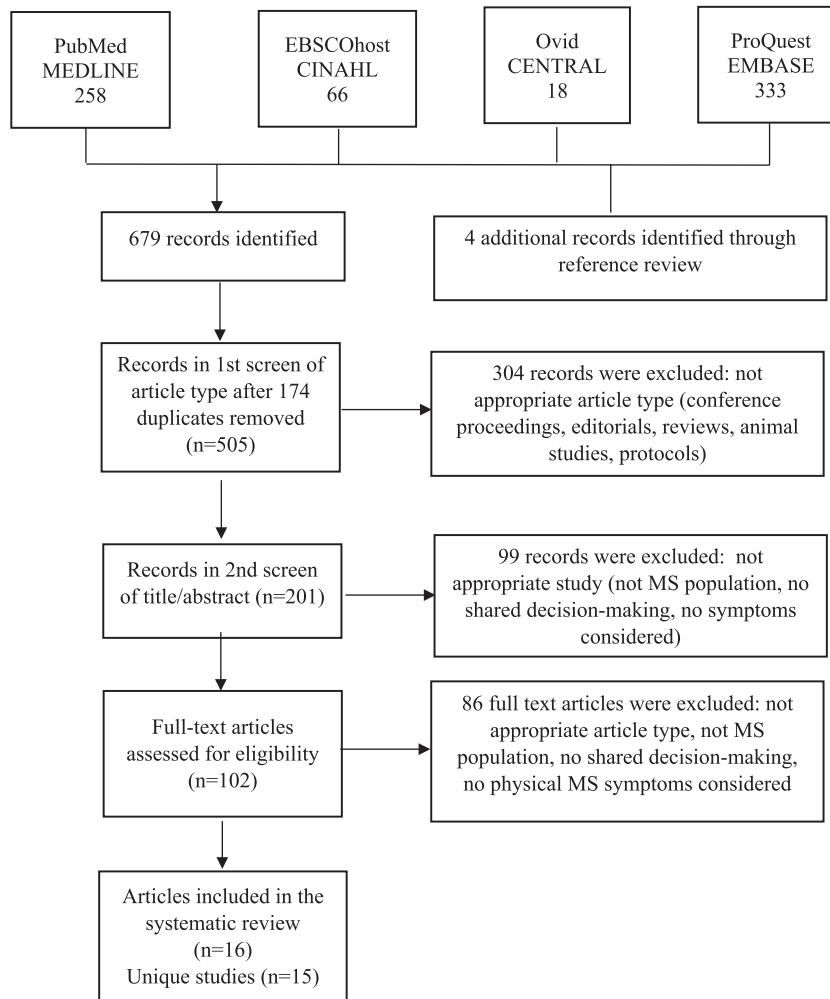 PubMed
MEDLINE
258
EBSCOhost
CINAHL
66
Ovid
CENTRAL
18
ProQuest
EMBASE
333
679 records identified
4 additional records identified through
reference review
Records in 1st screen of
article type after 174
duplicates removed
(n=505)
304 records were excluded: not
appropriate article type (conference
proceedings, editorials, reviews, animal
studies, protocols)
Records in 2nd screen
of title/abstract (n=201)
99 records were excluded:  not
appropriate study (not MS population, no
shared decision-making, no symptoms
considered)
Full-text articles
assessed for eligibility
(n=102)
86 full text articles were excluded: not
appropriate article type, not MS
population, no shared decision-making,
no physical MS symptoms considered
Articles included in the
systematic review
(n=16)
Unique studies (n=15)